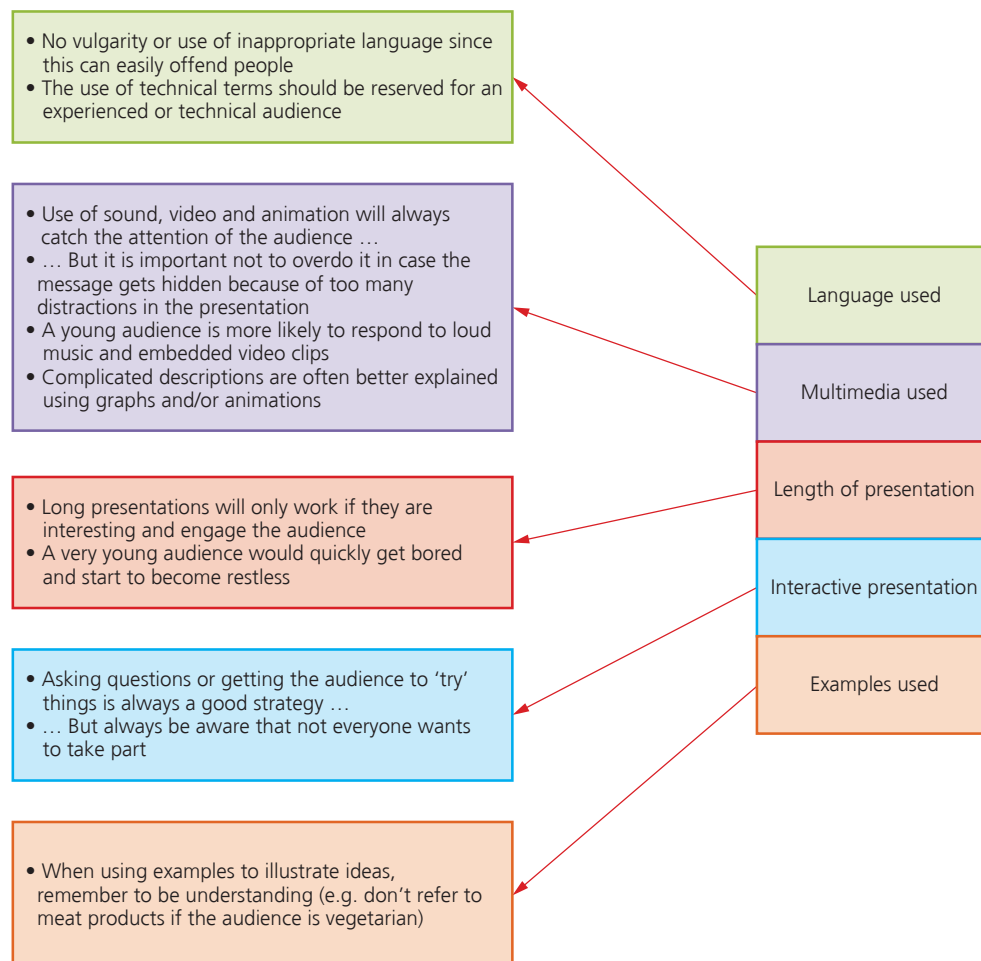 • No vulgarity or use of inappropriate language since
this can easily offend people
• The use of technical terms should be reserved for an
experienced or technical audience
• Use of sound, video and animation will always
catch the attention of the audience …
• … But it is important not to overdo it in case the
message gets hidden because of too many
distractions in the presentation
• A young audience is more likely to respond to loud
music and embedded video clips
• Complicated descriptions are often better explained
using graphs and/or animations
• Long presentations will only work if they are
interesting and engage the audience
• A very young audience would quickly get bored
and start to become restless
• Asking questions or getting the audience to ‘try’
things is always a good strategy …
• … But always be aware that not everyone wants
to take part
• When using examples to illustrate ideas,
remember to be understanding (e.g. don’t refer to
meat products if the audience is vegetarian)
Language used
Multimedia used
Length of presentation
Interactive presentation
Examples used